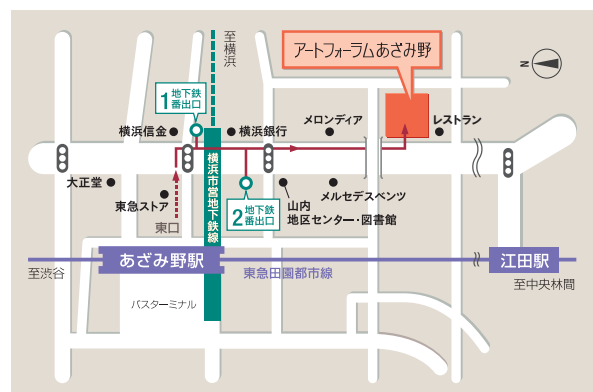 至横浜
アートフォーラムあざみ野
N
1 地下鉄
番出口
横浜信金
横浜銀行
メロンディア
レストラン
大正堂
東急ストア
東口
横浜市営地下鉄線
2 地下鉄
番出口
山内
地区センター・図書館
メルセデスベンツ
あざみ野駅
江田駅
至渋谷
東急田園都市線
至中央林間
バスターミナル